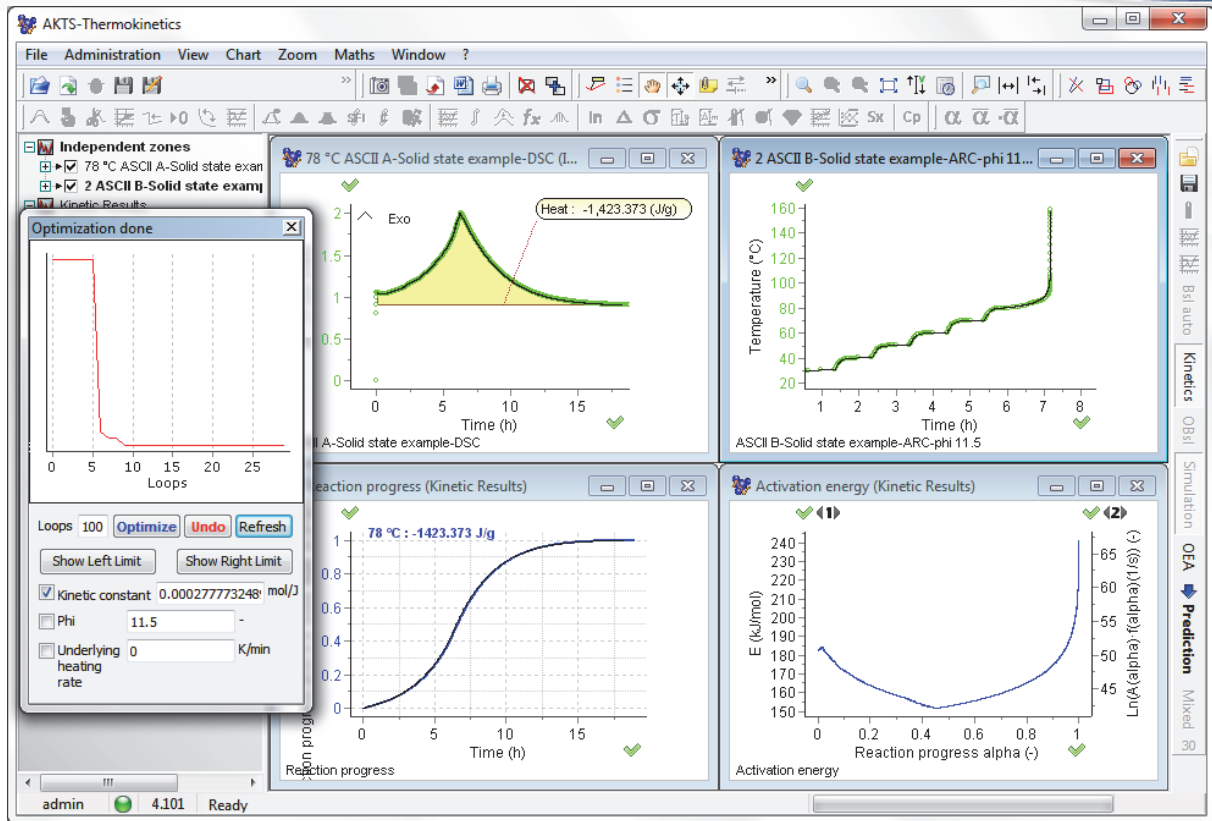 AKTS-Thermokinetics
File Administration View Chart Zoom Maths Window ?
In Δ σ Sx Cp α α -α
Independent zones
78 °C ASCII A-Solid state exan
2 ASCII B-Solid state examp
Kinetic Results
Optimization done
0 5 10 15 20 25
Loops
Loops 100 Optimize Undo Refresh
Show Left Limit Show Right Limit
Kinetic constant 0.00027777324 mol/J
Phi 11.5 -
Underlying heating rate 0 K/min
78 °C ASCII A-Solid state example-DSC (I...
Exo
Heat : -1,423.373 (J/g)
2
1.5
1
0.5
0
0 5 10 15
Time (h)
II A-Solid state example-DSC
2 ASCII B-Solid state example-ARC-phi 11...
Temperature (°C)
160
140
120
100
80
60
40
20
1 2 3 4 5 6 7 8
Time (h)
ASCII B-Solid state example-ARC-phi 11.5
Reaction progress (Kinetic Results)
78 °C : -1423.373 J/g
1
0.8
0.6
0.4
0.2
0
0 5 10 15
Time (h)
Reaction progress
Activation energy (Kinetic Results)
(1) (2)
E (kJ/mol)
240
230
220
210
200
190
180
170
160
150
Ln(A(alpha)·f(alpha)(1/s)) (-)
65
60
55
50
45
0 0.2 0.4 0.6 0.8 1
Reaction progress alpha (-)
Activation energy
Bsl auto
Kinetics
OBsl
Simulation
OEA
Prediction
Mixed
30
admin 4.101 Ready